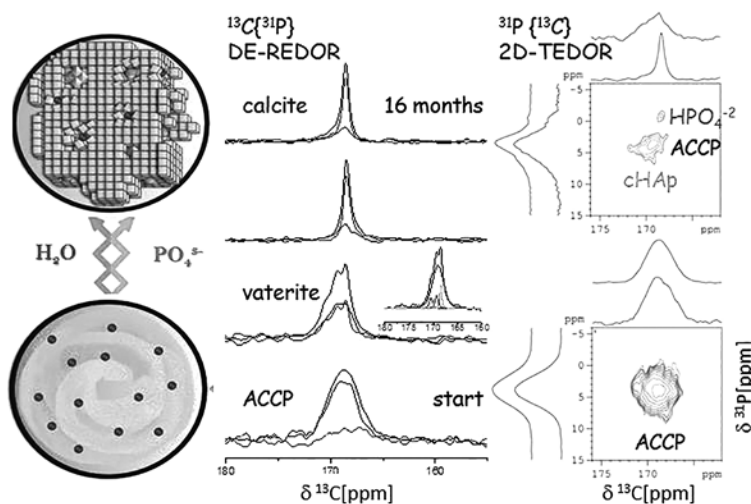 ¹³C{³¹P}
DE-REDOR
³¹P {¹³C}
2D-TEDOR
calcite 16 months
vaterite
ACCP start
H₂O PO₄³⁻
180 175 170 165 160
180 170 160
δ ¹³C[ppm]
ppm
-5
0
5
10
15
HPO₄⁻²
ACCP
cHAp
175 170 ppm
ppm
-5
0
5
10
15
ACCP
175 170 ppm
δ ¹³C[ppm]
δ ³¹P[ppm]